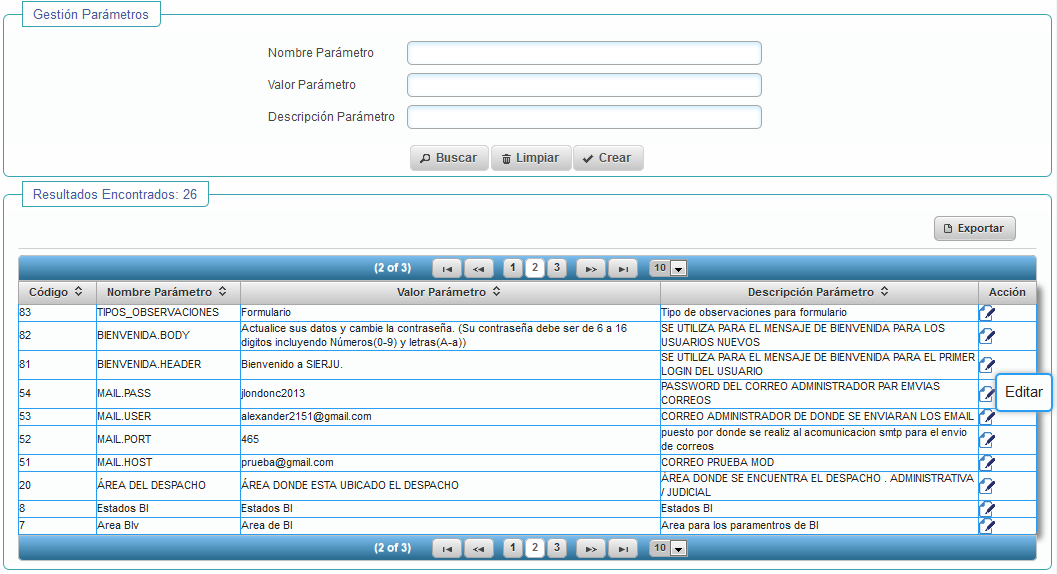 Gestión Parámetros
Nombre Parámetro
Valor Parámetro
Descripción Parámetro
Buscar Limpiar Crear
Resultados Encontrados: 26
Exportar
(2 of 3) 1 2 3 10
Código Nombre Parámetro Valor Parámetro Descripción Parámetro Acción
83 TIPOS_OBSERVACIONES Formulario Tipo de observaciones para formulario
82 BIENVENIDA.BODY Actualice sus datos y cambie la contraseña. (Su contraseña debe ser de 6 a 16
digitos incluyendo Números(0-9) y letras(A-a))
SE UTILIZA PARA EL MENSAJE DE BIENVENIDA PARA LOS
USUARIOS NUEVOS
81 BIENVENIDA.HEADER Bienvenido a SIERJU.
SE UTILIZA PARA EL MENSAJE DE BIENVENIDA PARA EL PRIMER
LOGIN DEL USUARIO
54 MAIL.PASS jlondonc2013
PASSWORD DEL CORREO ADMINISTRADOR PAR EMVIAS
CORREOS
Editar
53 MAIL.USER alexander2151@gmail.com CORREO ADMINISTRADOR DE DONDE SE ENVIARAN LOS EMAIL
52 MAIL.PORT 465
puesto por donde se realiz al acomunicacion smtp para el envio
de correos
51 MAIL.HOST prueba@gmail.com CORREO PRUEBA MOD
20 ÁREA DEL DESPACHO ÁREA DONDE ESTA UBICADO EL DESPACHO
ÁREA DONDE SE ENCUENTRA EL DESPACHO . ADMINISTRATIVA
/ JUDICIAL
8 Estados BI Estados BI Estados BI
7 Area Blv Area de BI Area para los paramentros de BI
(2 of 3) 1 2 3 10